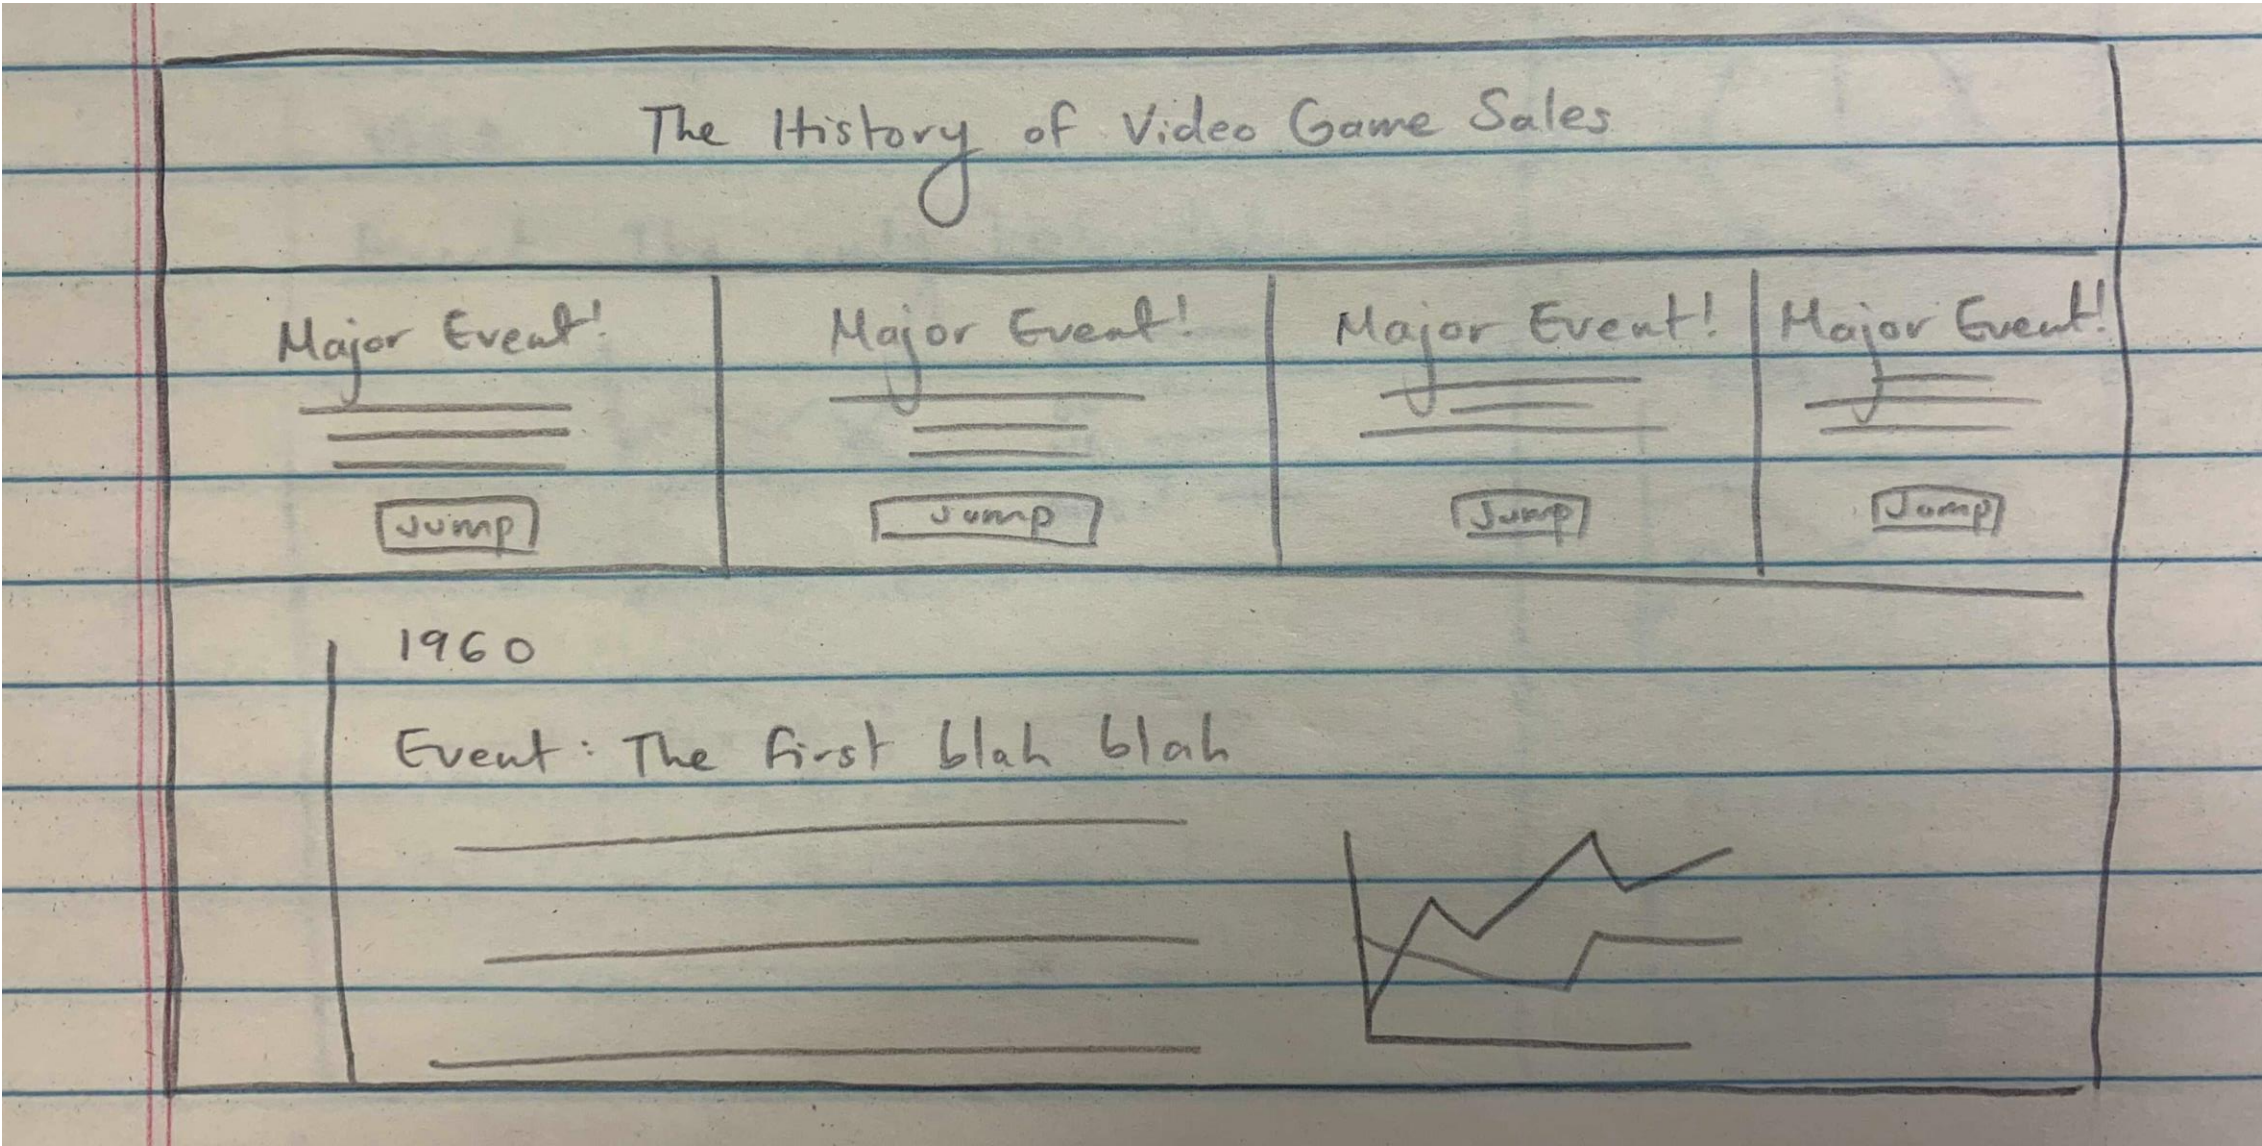 The History of Video Game Sales
Major Event!
Major Event!
Major Event!
Major Event!
Jump
Jump
Jump
Jump
1960
Event: The first blah blah